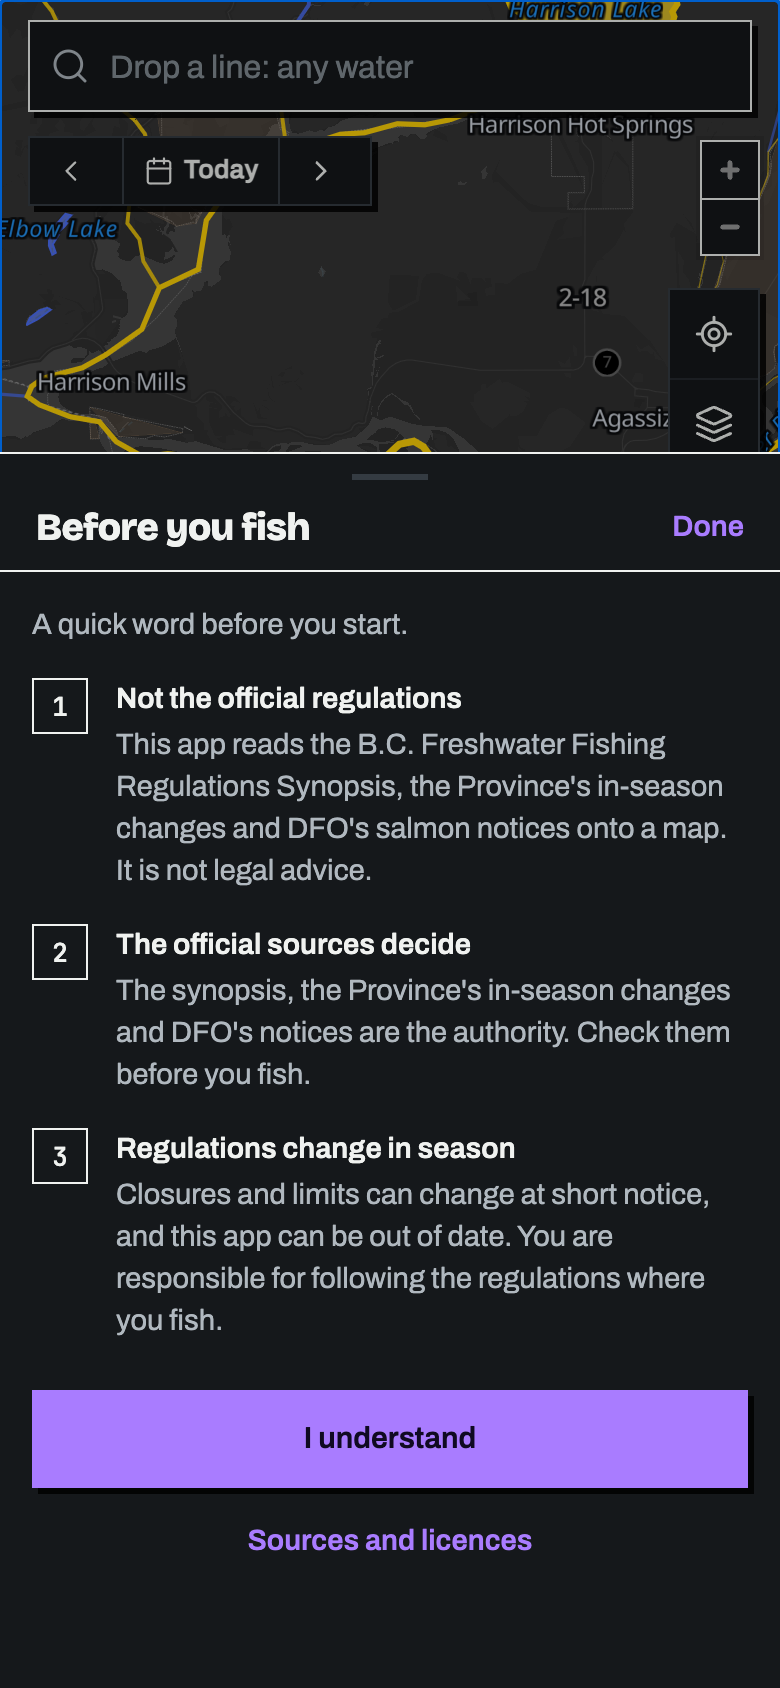 Harrison Lake
Drop a line: any water
Harrison Hot Springs
Today
Elbow Lake
2-18
7
Harrison Mills
Agassiz
Before you fish
Done
A quick word before you start.
1
Not the official regulations
This app reads the B.C. Freshwater Fishing
Regulations Synopsis, the Province's in-season
changes and DFO's salmon notices onto a map.
It is not legal advice.
2
The official sources decide
The synopsis, the Province's in-season changes
and DFO's notices are the authority. Check them
before you fish.
3
Regulations change in season
Closures and limits can change at short notice,
and this app can be out of date. You are
responsible for following the regulations where
you fish.
I understand
Sources and licences